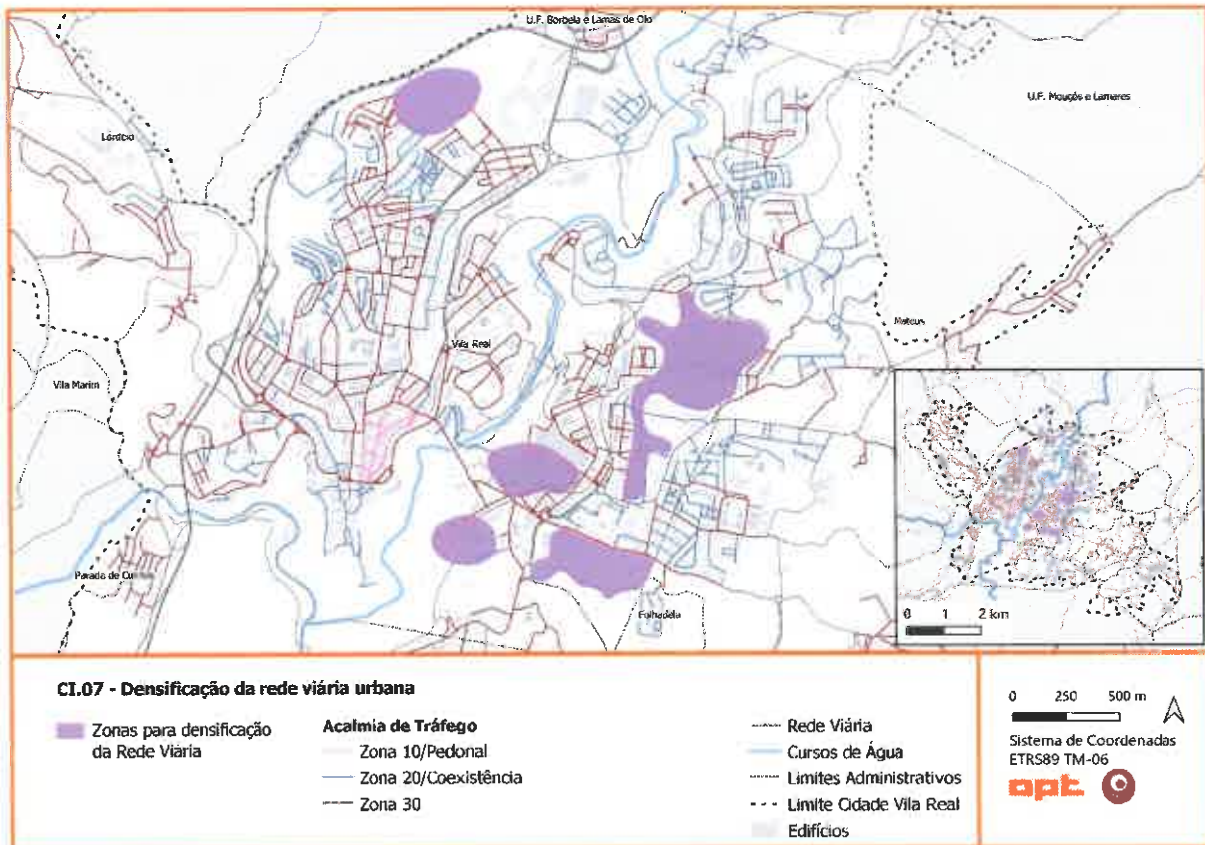 U.F. Borbela e Lamas de Olo
U.F. Mouçós e Lamares
Lordelo
Mateus
Vila Real
Vila Marim
Parada de
Folhadela
0 1 2 km
CI.07 - Densificação da rede viária urbana
Zonas para densificação
da Rede Viária
Acalmia de Tráfego
Zona 10/Pedonal
Zona 20/Coexistência
Zona 30
Rede Viária
Cursos de Água
Limites Administrativos
Limite Cidade Vila Real
Edifícios
0 250 500 m
Sistema de Coordenadas
ETRS89 TM-06
opt